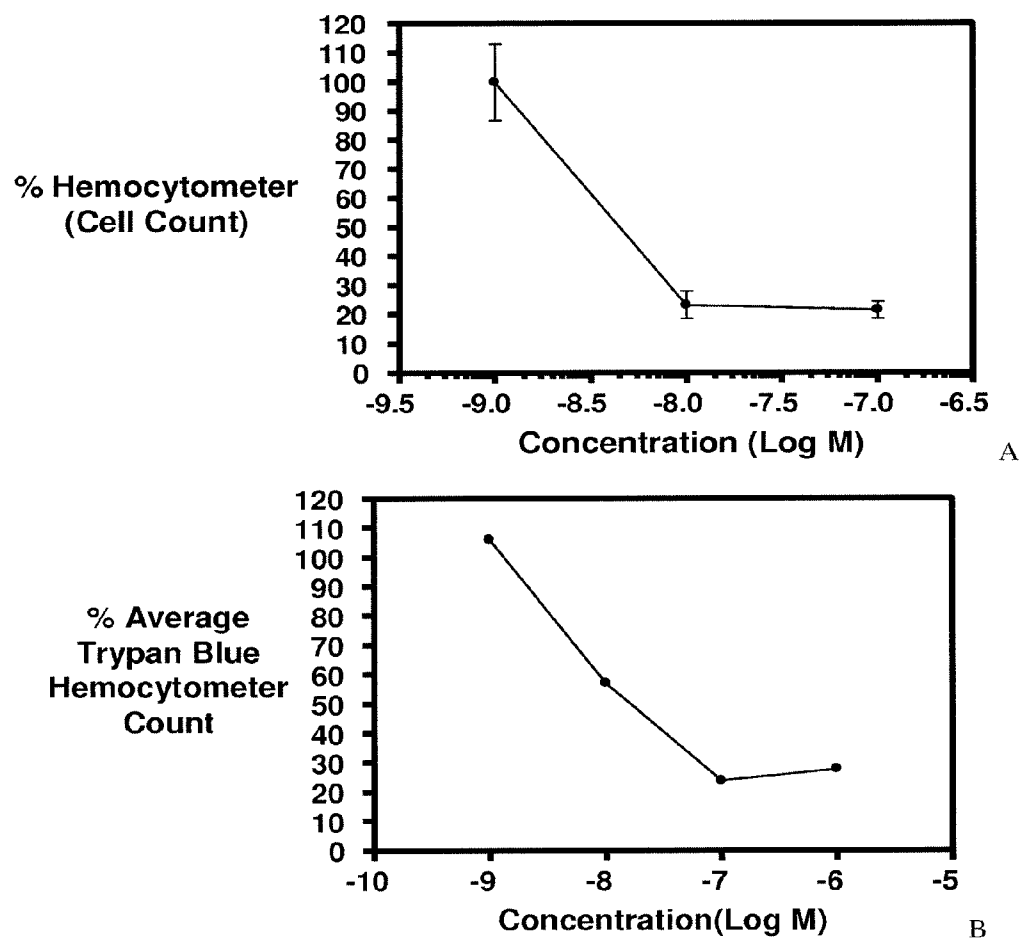 120
110
100
90
80
70
60
50
40
30
20
10
0
% Hemocytometer
(Cell Count)
-9.5 -9.0 -8.5 -8.0 -7.5 -7.0 -6.5
Concentration (Log M)
A
120
110
100
90
80
70
60
50
40
30
20
10
0
% Average
Trypan Blue
Hemocytometer
Count
-10 -9 -8 -7 -6 -5
Concentration(Log M)
B